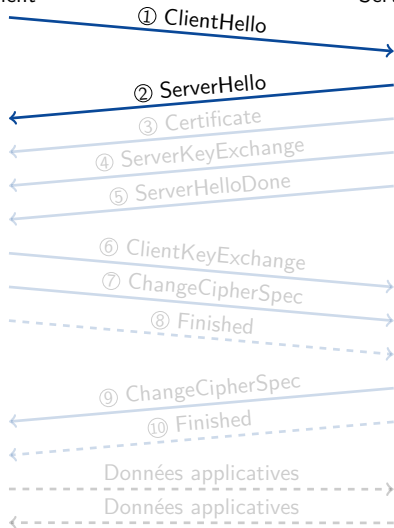 ① ClientHello
② ServerHello
③ Certificate
④ ServerKeyExchange
⑤ ServerHelloDone
⑥ ClientKeyExchange
⑦ ChangeCipherSpec
⑧ Finished
⑨ ChangeCipherSpec
⑩ Finished
Données applicatives
Données applicatives